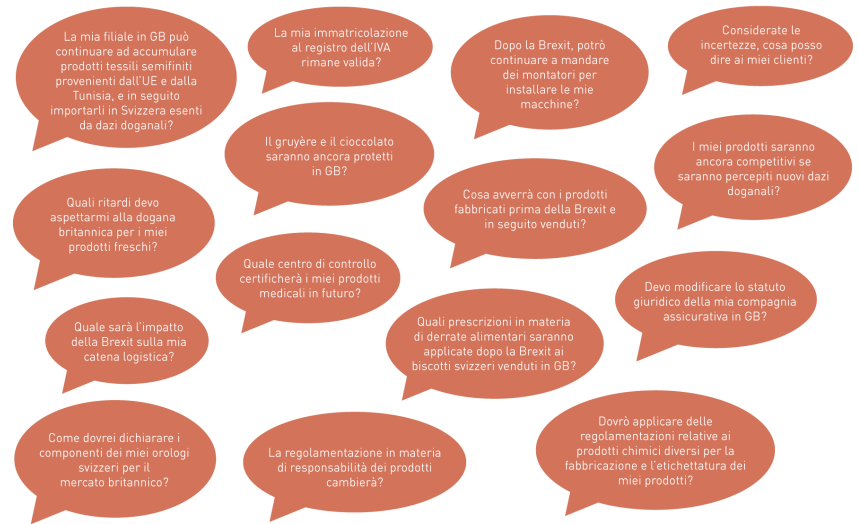 La mia filiale in GB può
continuare ad accumulare
prodotti tessili semifiniti
provenienti dall'UE e dalla
Tunisia, e in seguito
importarli in Svizzera esenti
da dazi doganali?
La mia immatricolazione
al registro dell'IVA
rimane valida?
Dopo la Brexit, potrò
continuare a mandare
dei montatori per
installare le mie
macchine?
Considerate le
incertezze, cosa posso
dire ai miei clienti?
Il gruyère e il cioccolato
saranno ancora protetti
in GB?
I miei prodotti saranno
ancora competitivi se
saranno percepiti nuovi dazi
doganali?
Quali ritardi devo
aspettarmi alla dogana
britannica per i miei
prodotti freschi?
Cosa avverrà con i prodotti
fabbricati prima della Brexit e
in seguito venduti?
Quale centro di controllo
certificherà i miei prodotti
medicali in futuro?
Devo modificare lo statuto
giuridico della mia compagnia
assicurativa in GB?
Quale sarà l'impatto
della Brexit sulla mia
catena logistica?
Quali prescrizioni in materia
di derrate alimentari saranno
applicate dopo la Brexit ai
biscotti svizzeri venduti in GB?
Come dovrei dichiarare i
componenti dei miei orologi
svizzeri per il
mercato britannico?
La regolamentazione in materia
di responsabilità dei prodotti
cambierà?
Dovrò applicare delle
regolamentazioni relative ai
prodotti chimici diversi per la
fabbricazione e l'etichettatura dei
miei prodotti?